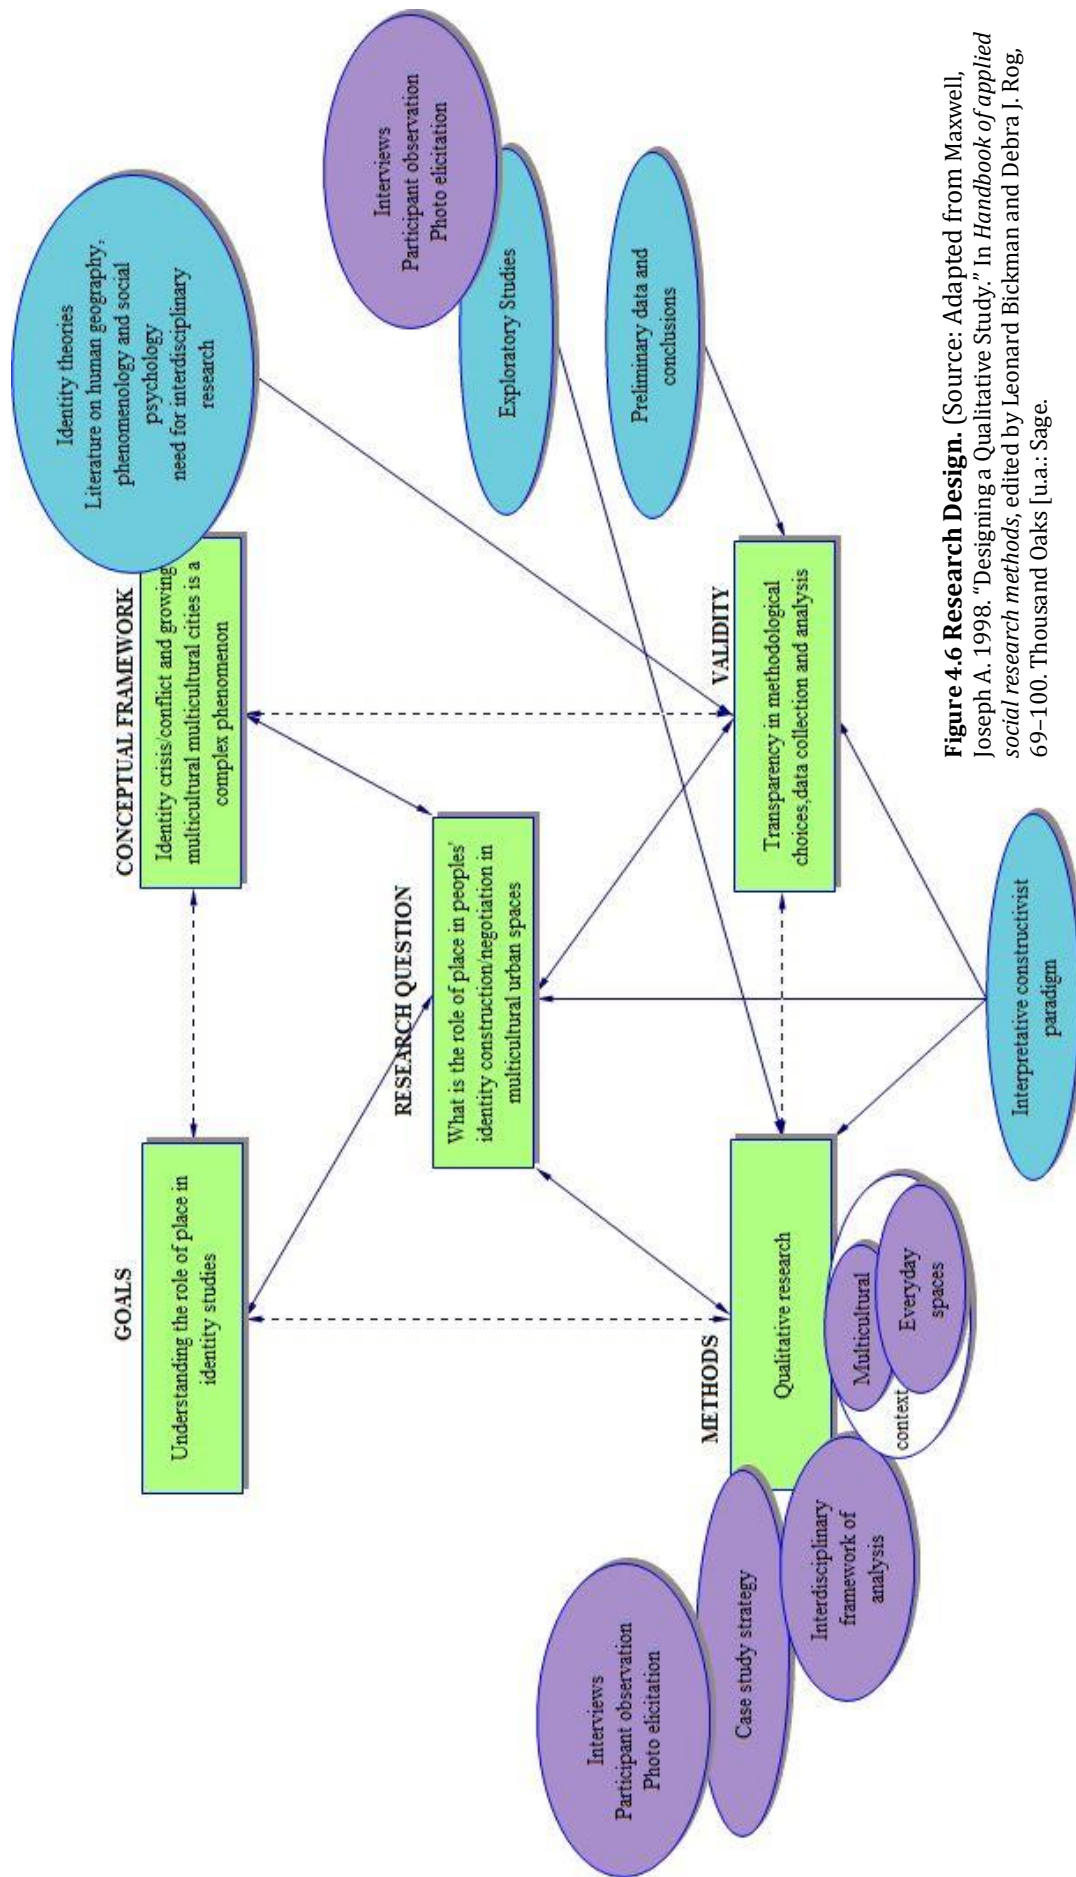 GOALS
Understanding the role of place in
identity studies
CONCEPTUAL FRAMEWORK
Identity crisis/conflict and growing
multicultural multicultural cities is a
complex phenomenon
Identity theories
Literature on human geography,
phenomenology and social
psychology
need for interdisciplinary
research
RESEARCH QUESTION
What is the role of place in peoples'
identity construction/negotiation in
multicultural urban spaces
Interviews
Participant observation
Photo elicitation
Exploratory Studies
Preliminary data and
conclusions
METHODS
Qualitative research
Interviews
Participant observation
Photo elicitation
Case study strategy
Interdisciplinary
framework of
analysis
context
Multicultural
Everyday
spaces
VALIDITY
Transparency in methodological
choices,data collection and analysis
Interpretative constructivist
paradigm
Figure 4.6 Research Design. (Source: Adapted from Maxwell,
Joseph A. 1998. “Designing a Qualitative Study.” In Handbook of applied
social research methods, edited by Leonard Bickman and Debra J. Rog,
69–100. Thousand Oaks [u.a.: Sage.